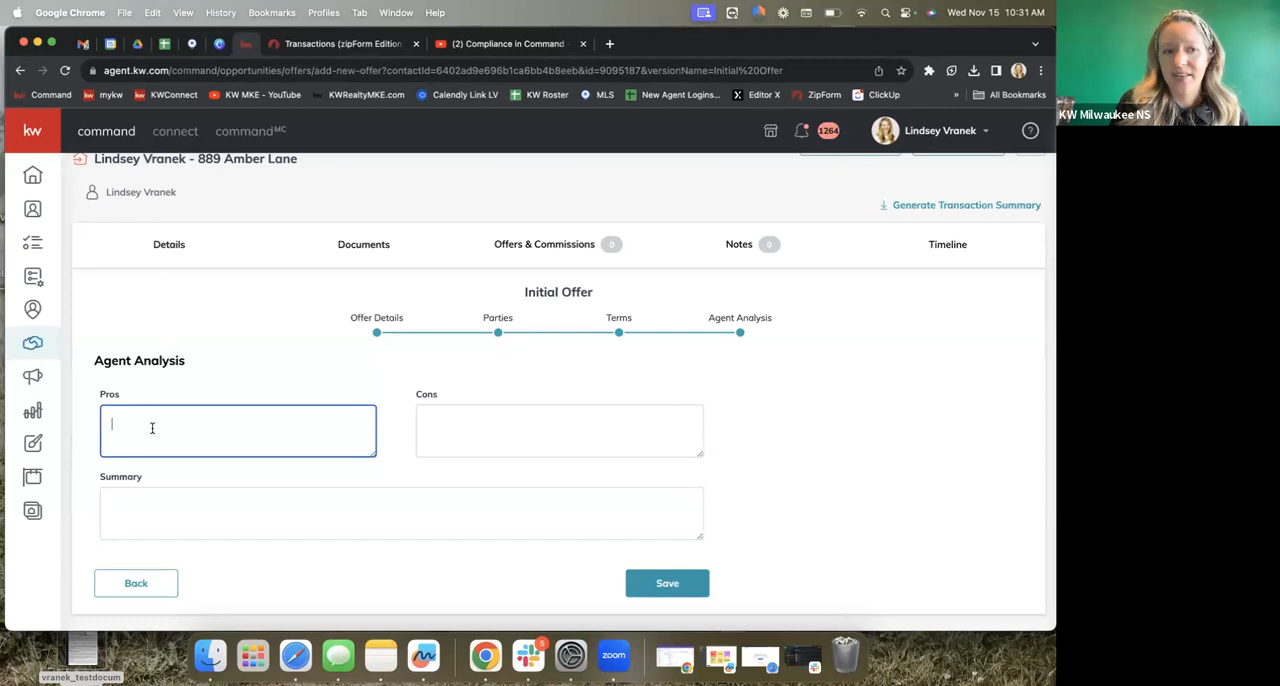 Google Chrome File Edit View History Bookmarks Profiles Tab Window Help Wed Nov 15 10:31 AM
Transactions (zipForm Edition (2) Compliance in Command
agent.kw.com/command/opportunities/offers/add-new-offer?contactId=6402ad9e696b1ca6bb4b8eeb&id=9095187&versionName=Initial%20Offer
Command mykw KWConnect KW MKE - YouTube KWRealtyMKE.com Calendly Link LV KW Roster MLS New Agent Logins... Editor X ZipForm ClickUp » All Bookmarks
KW Milwaukee NS
kw command connect commandMC 1264 Lindsey Vranek
Lindsey Vranek - 889 Amber Lane
Lindsey Vranek
Generate Transaction Summary
Details Documents Offers & Commissions 0 Notes 0 Timeline
Initial Offer
Offer Details Parties Terms Agent Analysis
Agent Analysis
Pros Cons
Summary
Back Save
5
zoom
vranek_testdocum